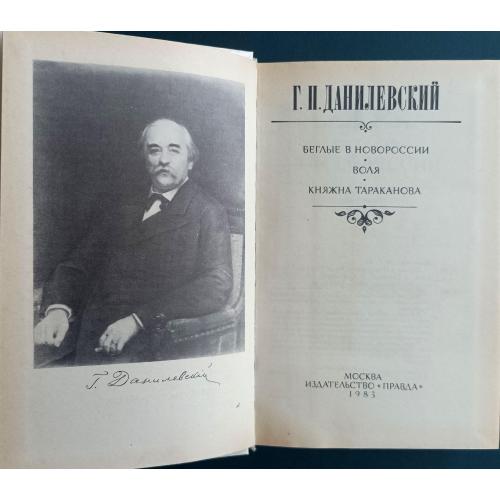 Г. Данилевский
Г. П. ДАНИЛЕВСКИЙ
БЕГЛЫЕ В НОВОРОССИИ
ВОЛЯ
КНЯЖНА ТАРАКАНОВА
МОСКВА
ИЗДАТЕЛЬСТВО «ПРАВДА»
1983